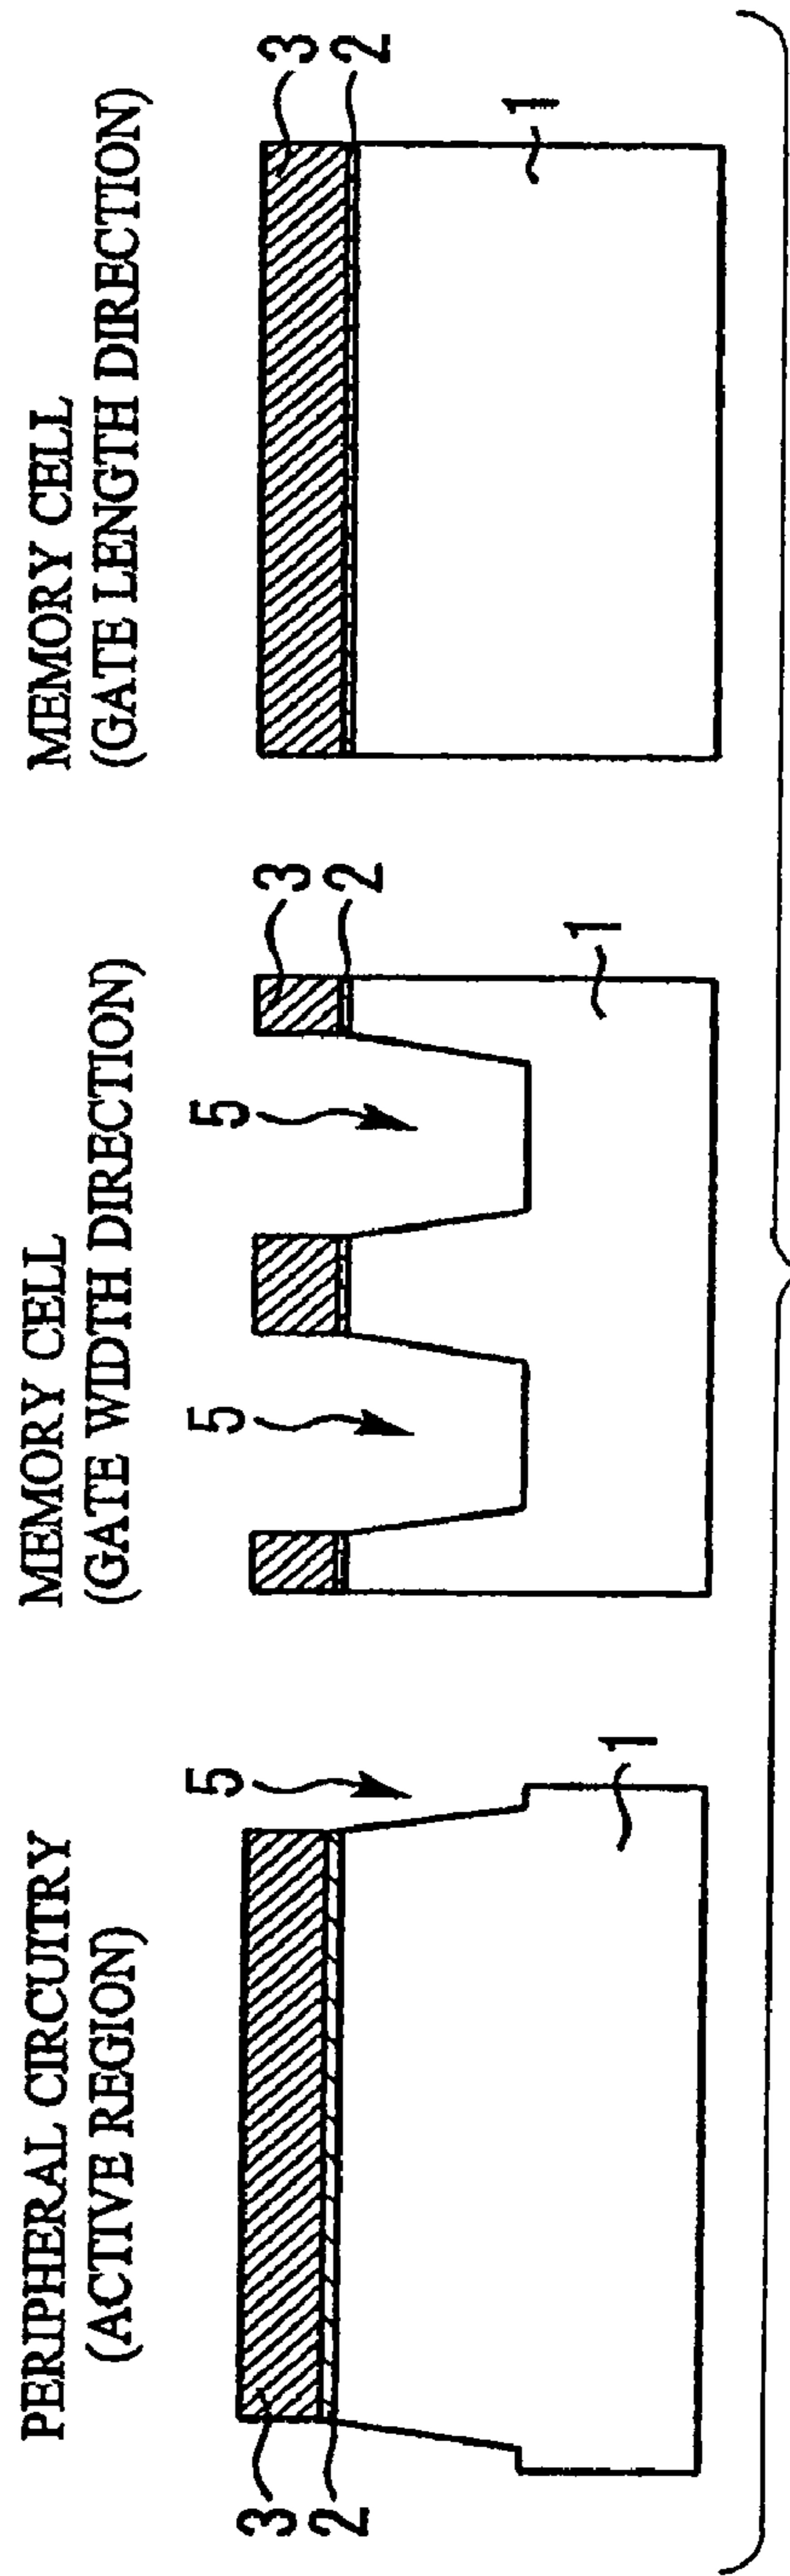 PERIPHERAL CIRCUITRY
(ACTIVE REGION)
3
2
5
1
MEMORY CELL
(GATE WIDTH DIRECTION)
5
5
3
2
1
MEMORY CELL
(GATE LENGTH DIRECTION)
3
2
1